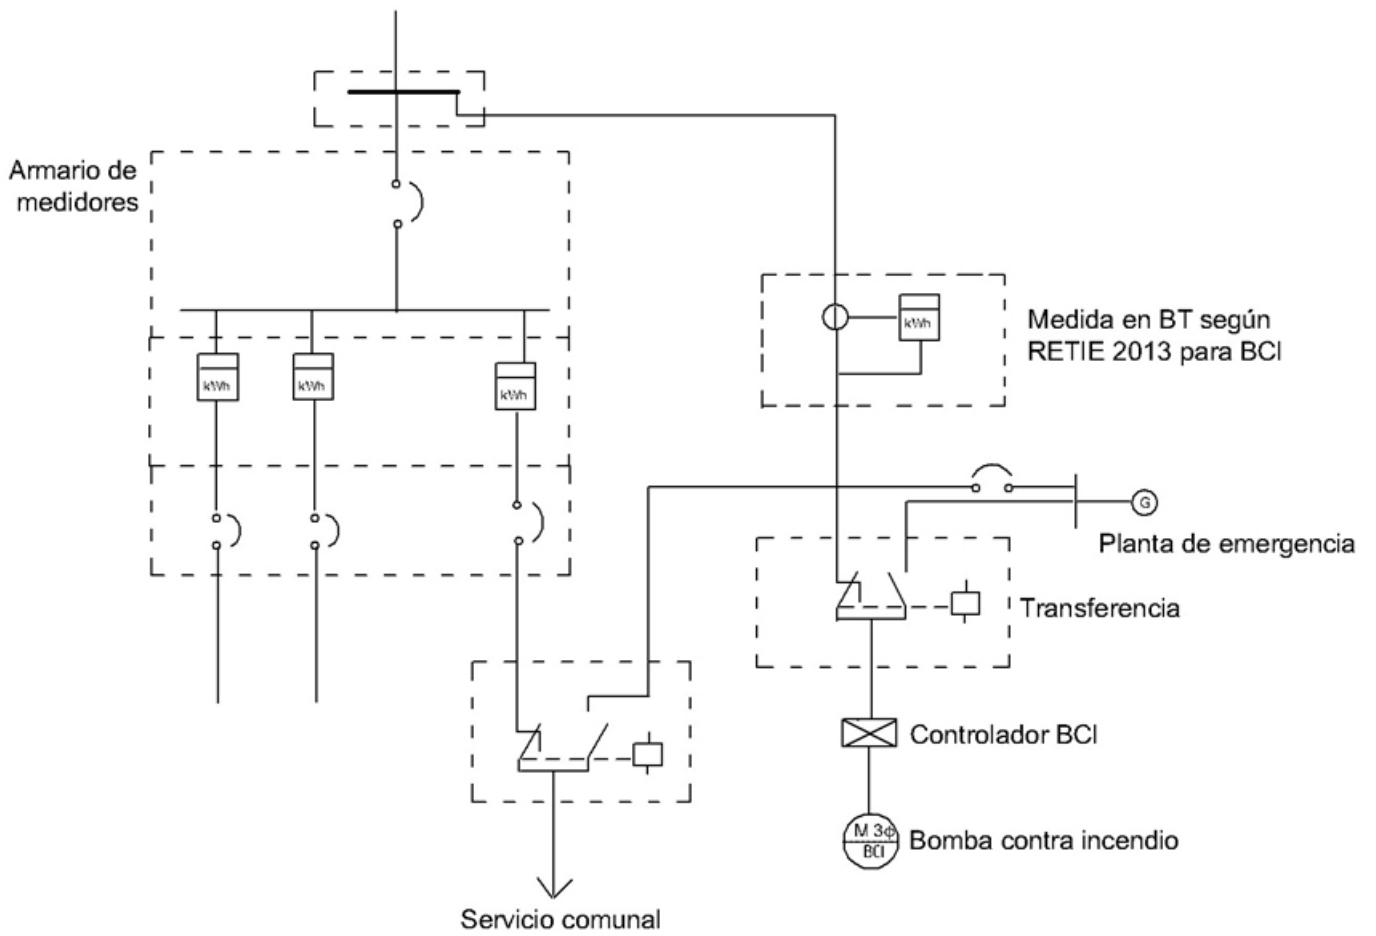 Armario de
medidores
kWh
kWh
kWh
kWh
Medida en BT según
RETIE 2013 para BCI
G
Planta de emergencia
Transferencia
Controlador BCI
M 3ϕ
BCI
Bomba contra incendio
Servicio comunal